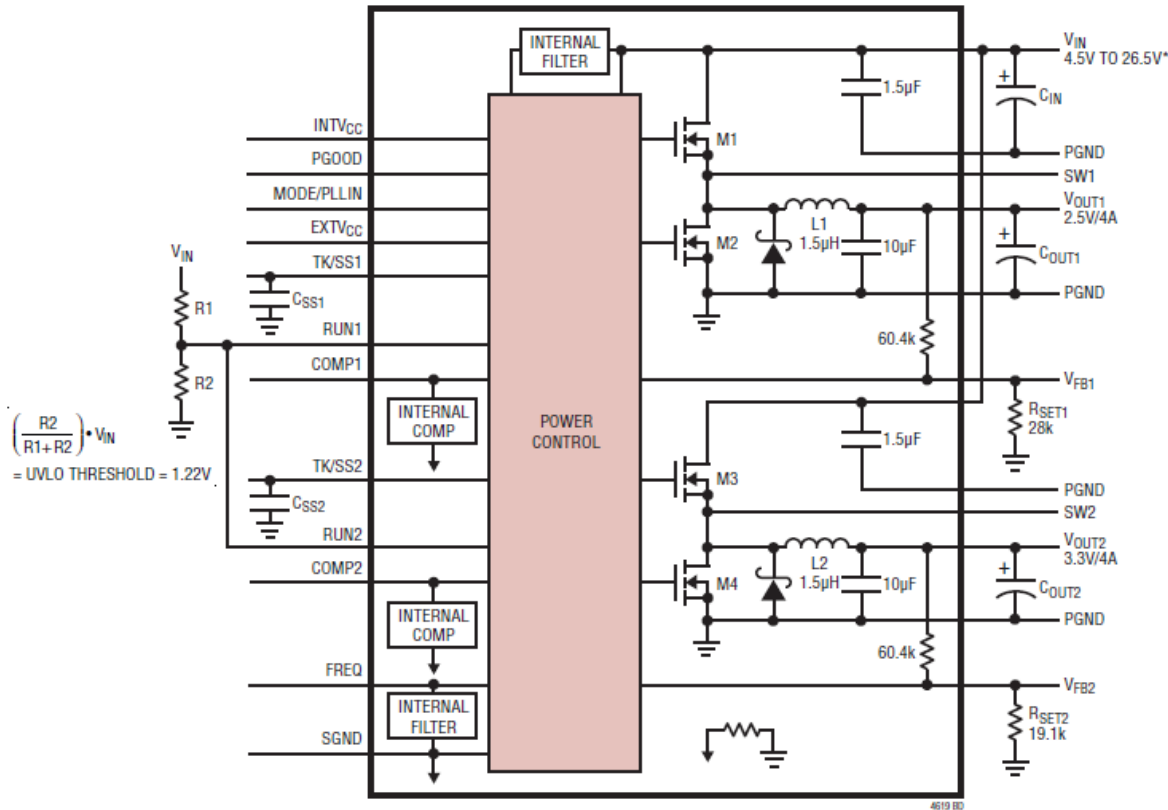 INTERNAL
FILTER
VIN
4.5V TO 26.5V*
1.5µF
+
CIN
INTVCC
M1
PGOOD
PGND
SW1
MODE/PLLIN
VOUT1
2.5V/4A
EXTVCC
M2
L1
1.5µH
10µF
+
COUT1
VIN
TK/SS1
CSS1
PGND
R1
RUN1
60.4k
COMP1
VFB1
R2
INTERNAL
COMP
POWER
CONTROL
RSET1
28k
1.5µF
(R2/R1+R2)•VIN
= UVLO THRESHOLD = 1.22V
TK/SS2
M3
PGND
CSS2
SW2
RUN2
VOUT2
3.3V/4A
COMP2
M4
L2
1.5µH
10µF
+
COUT2
INTERNAL
COMP
PGND
60.4k
FREQ
VFB2
INTERNAL
FILTER
RSET2
19.1k
SGND
4619 BD